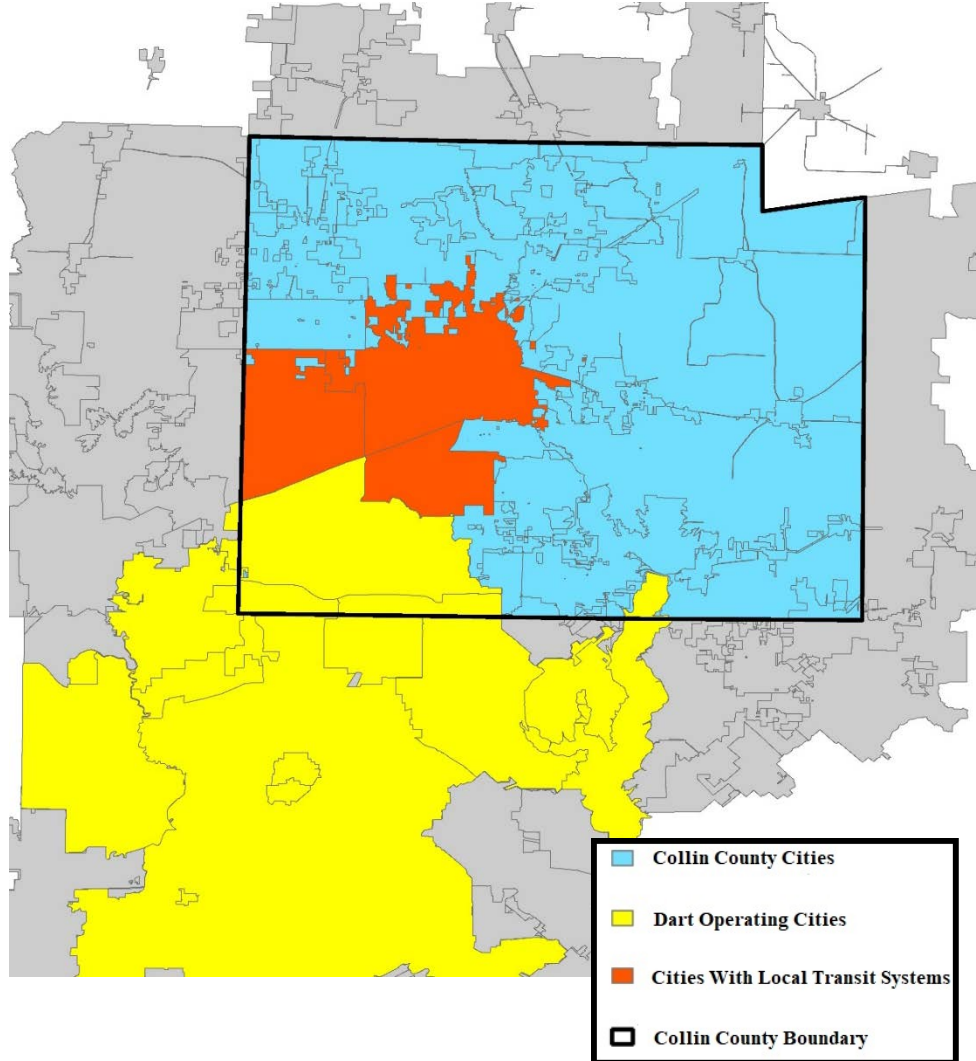 Collin County Cities
Dart Operating Cities
Cities With Local Transit Systems
Collin County Boundary